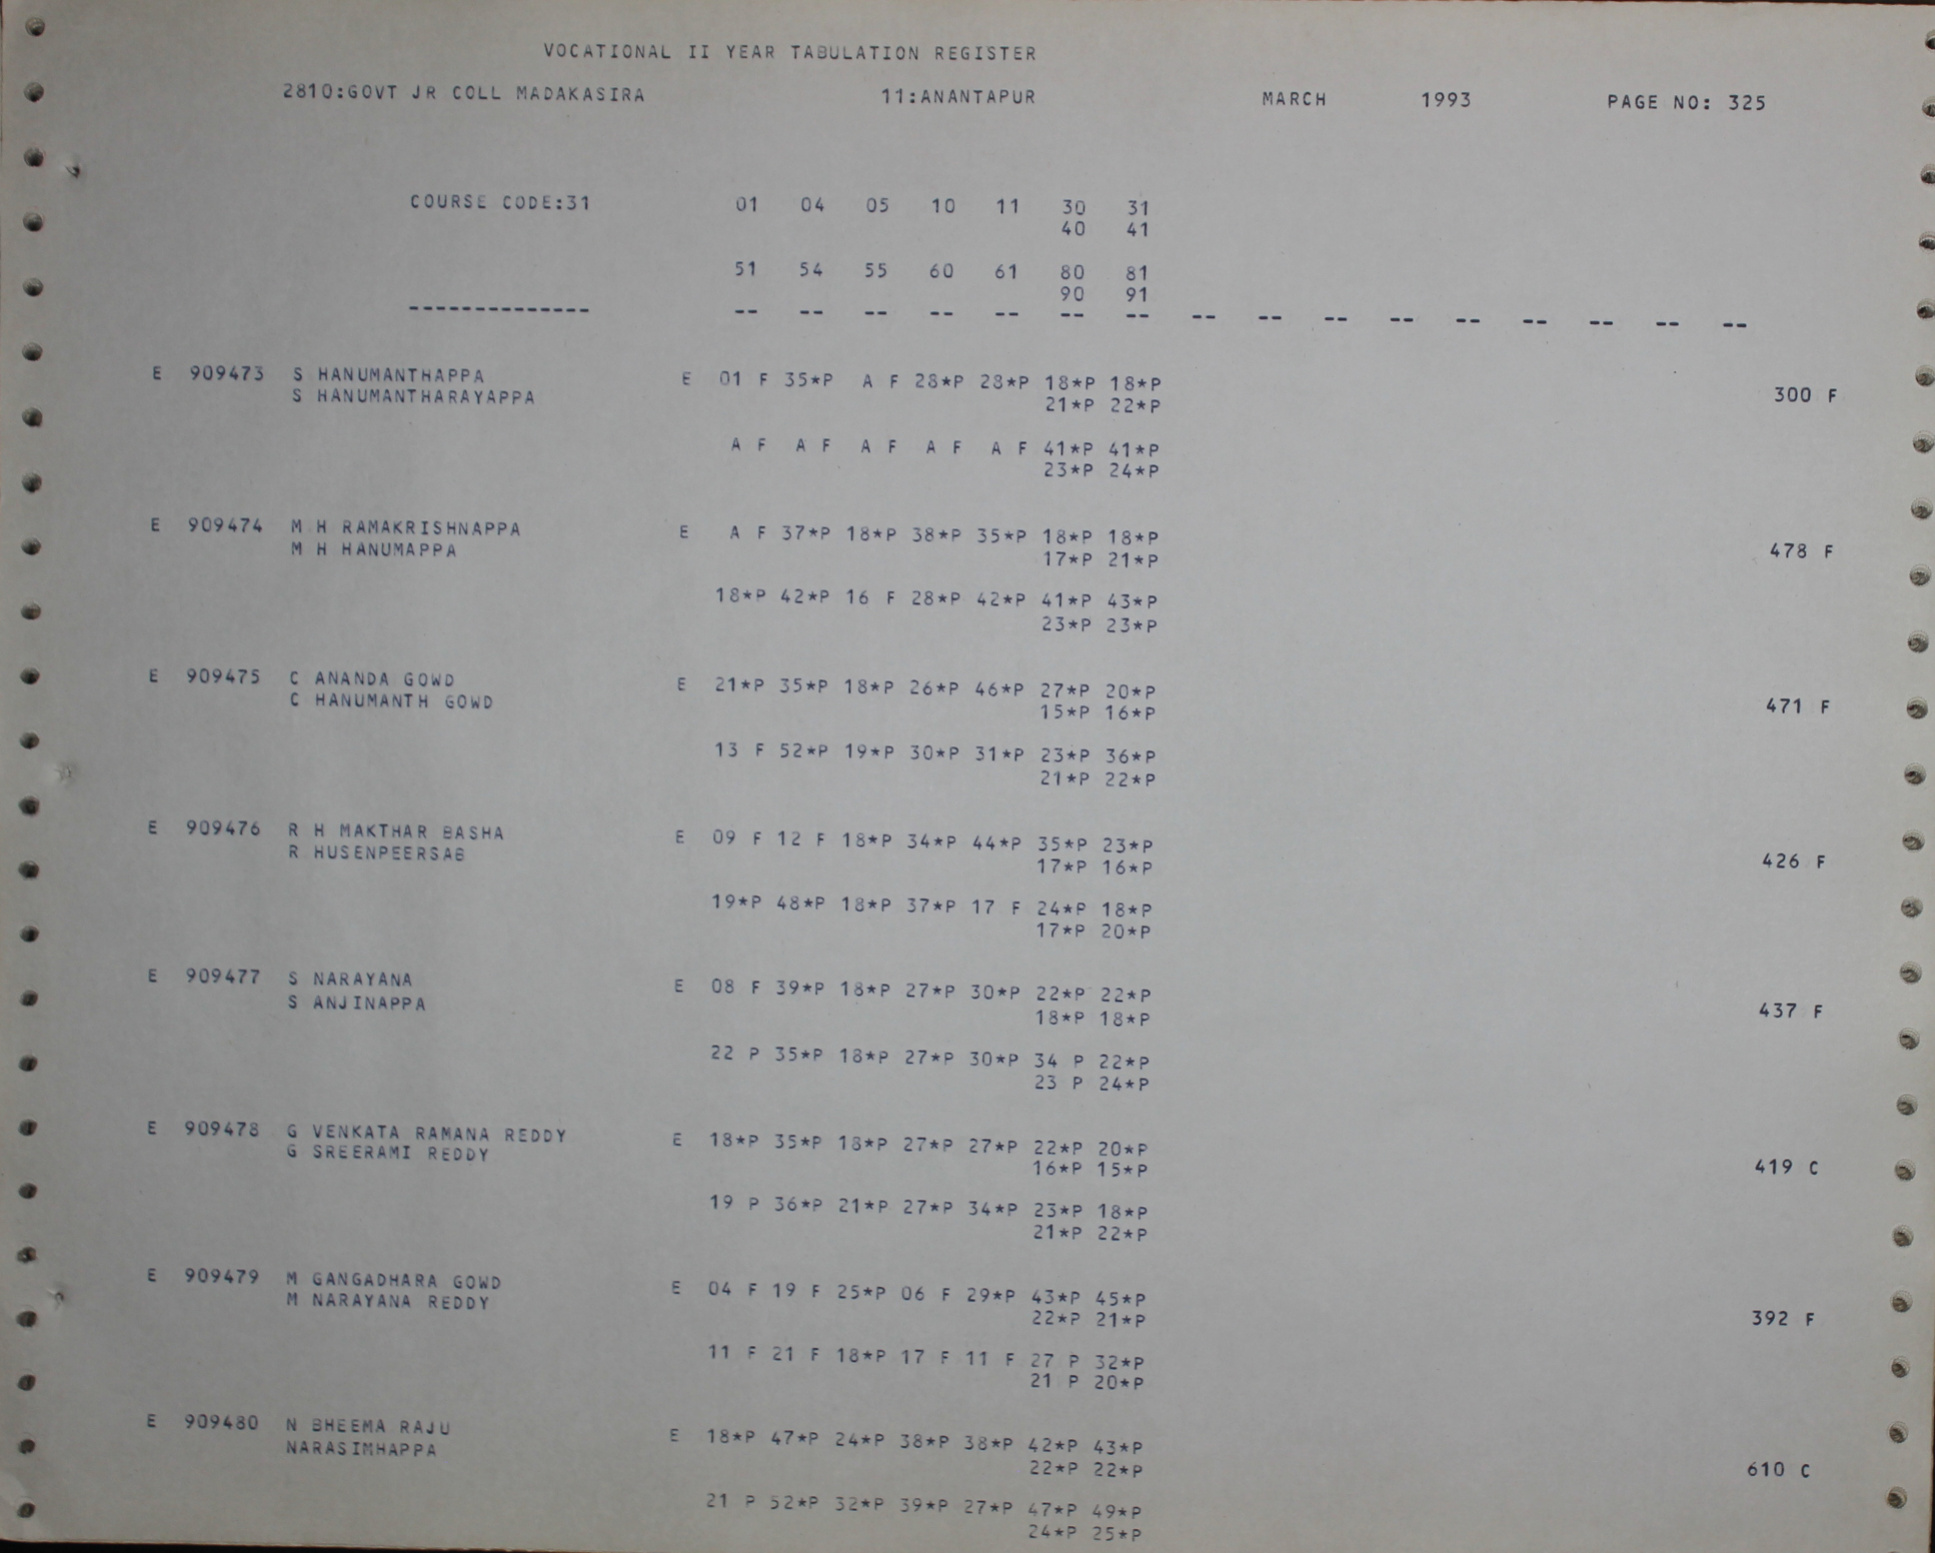 VOCATIONAL II YEAR TABULATION REGISTER
2810:GOVT JR COLL MADAKASIRA 11:ANANTAPUR MARCH 1993 PAGE NO: 325
COURSE CODE:31 01 04 05 10 11 30 31
40 41
51 54 55 60 61 80 81
90 91
-------------- -- -- -- -- -- -- -- -- -- -- -- -- -- -- -- --
E 909473 S HANUMANTHAPPA E 01 F 35*P A F 28*P 28*P 18*P 18*P
S HANUMANTHARAYAPPA 21*P 22*P 300 F
A F A F A F A F A F 41*P 41*P
23*P 24*P
E 909474 M H RAMAKRISHNAPPA E A F 37*P 18*P 38*P 35*P 18*P 18*P
M H HANUMAPPA 17*P 21*P 478 F
18*P 42*P 16 F 28*P 42*P 41*P 43*P
23*P 23*P
E 909475 C ANANDA GOWD E 21*P 35*P 18*P 26*P 46*P 27*P 20*P
C HANUMANTH GOWD 15*P 16*P 471 F
13 F 52*P 19*P 30*P 31*P 23*P 36*P
21*P 22*P
E 909476 R H MAKTHAR BASHA E 09 F 12 F 18*P 34*P 44*P 35*P 23*P
R HUSENPEERSAB 17*P 16*P 426 F
19*P 48*P 18*P 37*P 17 F 24*P 18*P
17*P 20*P
E 909477 S NARAYANA E 08 F 39*P 18*P 27*P 30*P 22*P 22*P
S ANJINAPPA 18*P 18*P 437 F
22 P 35*P 18*P 27*P 30*P 34 P 22*P
23 P 24*P
E 909478 G VENKATA RAMANA REDDY E 18*P 35*P 18*P 27*P 27*P 22*P 20*P
G SREERAMI REDDY 16*P 15*P 419 C
19 P 36*P 21*P 27*P 34*P 23*P 18*P
21*P 22*P
E 909479 M GANGADHARA GOWD E 04 F 19 F 25*P 06 F 29*P 43*P 45*P
M NARAYANA REDDY 22*P 21*P 392 F
11 F 21 F 18*P 17 F 11 F 27 P 32*P
21 P 20*P
E 909480 N BHEEMA RAJU E 18*P 47*P 24*P 38*P 38*P 42*P 43*P
NARASIMHAPPA 22*P 22*P 610 C
21 P 52*P 32*P 39*P 27*P 47*P 49*P
24*P 25*P